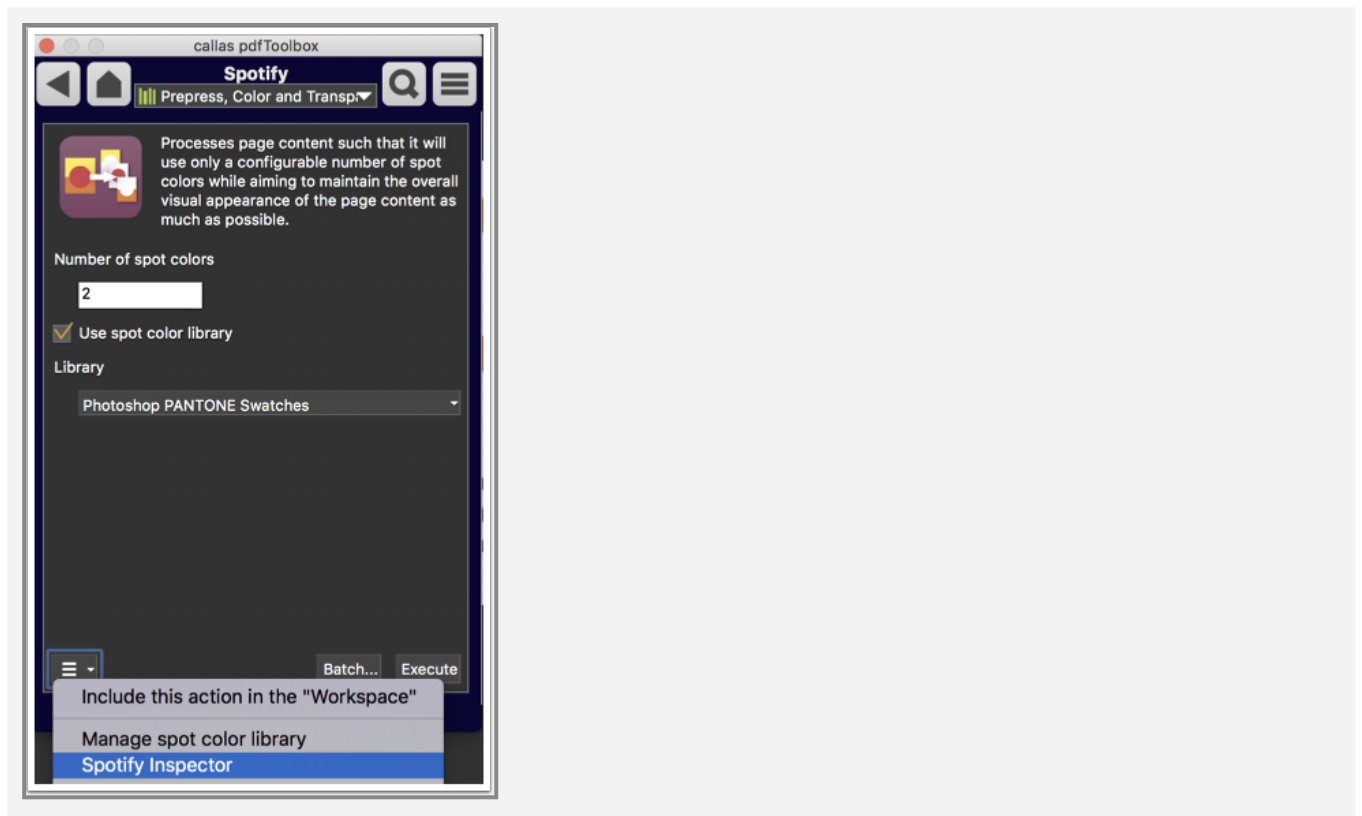 callas pdfToolbox
Spotify
Prepress, Color and Transp
Processes page content such that it will
use only a configurable number of spot
colors while aiming to maintain the overall
visual appearance of the page content as
much as possible.
Number of spot colors
2
Use spot color library
Library
Photoshop PANTONE Swatches
Batch... Execute
Include this action in the "Workspace"
Manage spot color library
Spotify Inspector